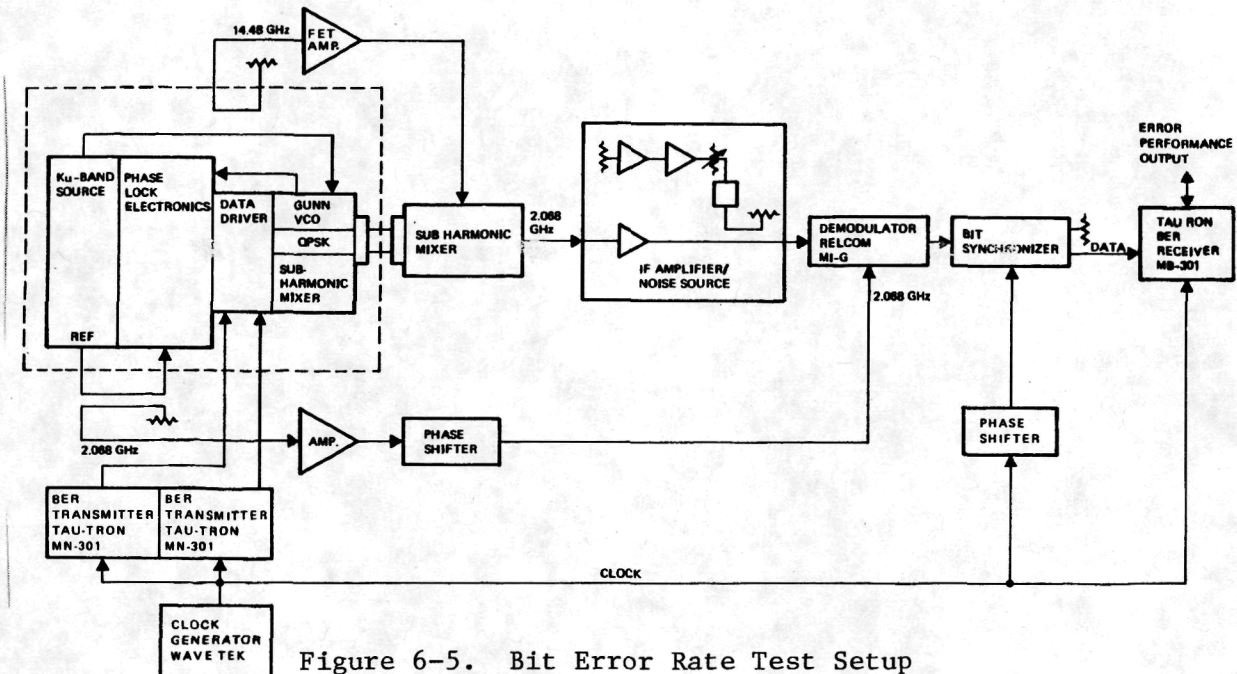 14.48 GHz
FET
AMP.
Ku-BAND
SOURCE
REF
PHASE
LOCK
ELECTRONICS
DATA
DRIVER
GUNN
VCO
QPSK
SUB-
HARMONIC
MIXER
SUB HARMONIC
MIXER
2.068
GHz
IF AMPLIFIER/
NOISE SOURCE
DEMODULATOR
RELCOM
MI-G
2.068 GHz
BIT
SYNCHRONIZER
DATA
ERROR
PERFORMANCE
OUTPUT
TAU RON
BER
RECEIVER
MB-301
PHASE
SHIFTER
2.068 GHz
AMP.
PHASE
SHIFTER
BER
TRANSMITTER
TAU-TRON
MN-301
BER
TRANSMITTER
TAU-TRON
MN-301
CLOCK
CLOCK
GENERATOR
WAVE TEK
Figure 6-5. Bit Error Rate Test Setup